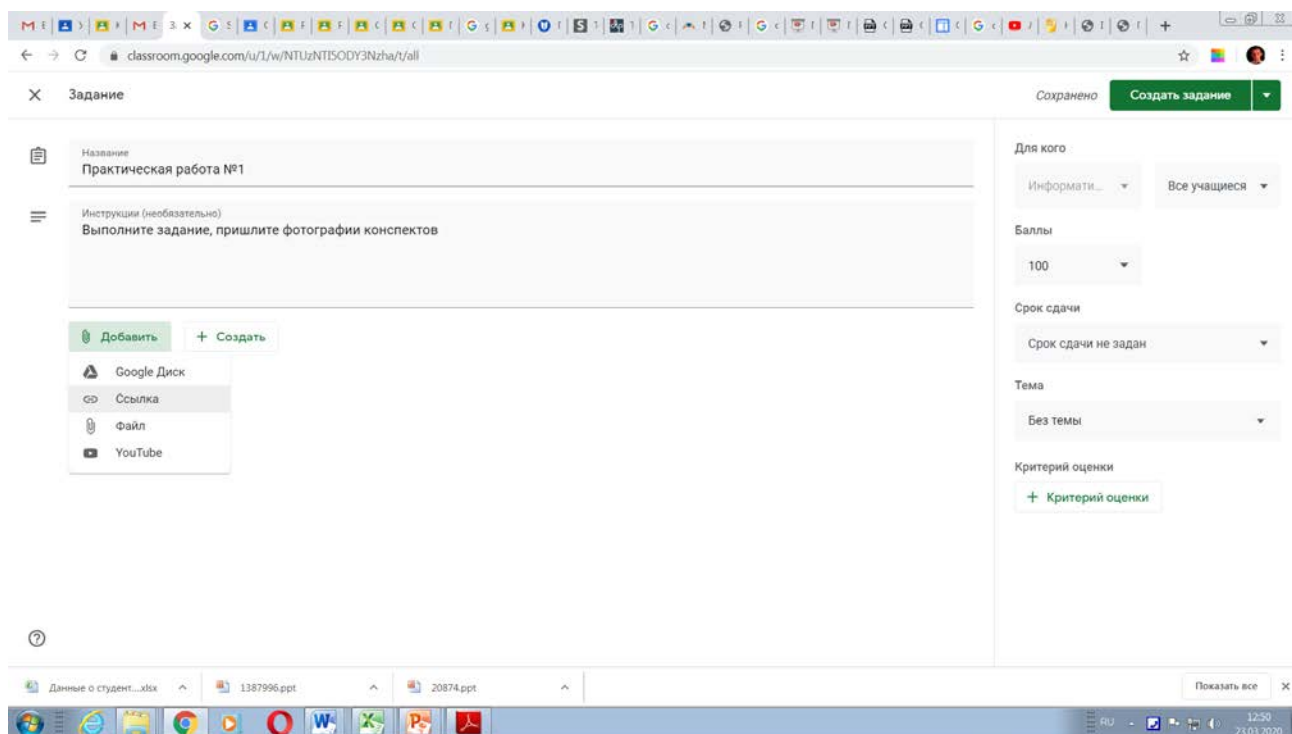 classroom.google.com/u/1/w/NTUzNTI5ODY3Nzha/t/all
Задание
Сохранено
Создать задание
Название
Практическая работа №1
Инструкции (необязательно)
Выполните задание, пришлите фотографии конспектов
Добавить
+ Создать
Google Диск
Ссылка
Файл
YouTube
Для кого
Информати...
Все учащиеся
Баллы
100
Срок сдачи
Срок сдачи не задан
Тема
Без темы
Критерий оценки
+ Критерий оценки
Данные о студент....xlsx
1387996.ppt
20874.ppt
Показать все
RU
12:50
23.03.2020